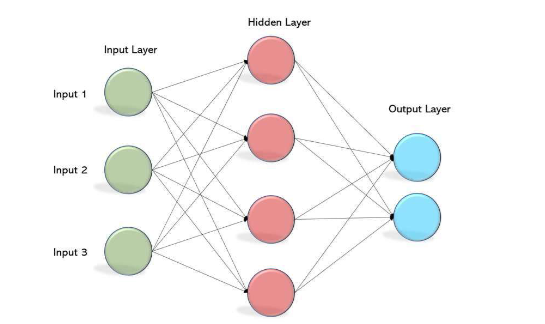 Hidden Layer
Input Layer
Input 1
Output Layer
Input 2
Input 3